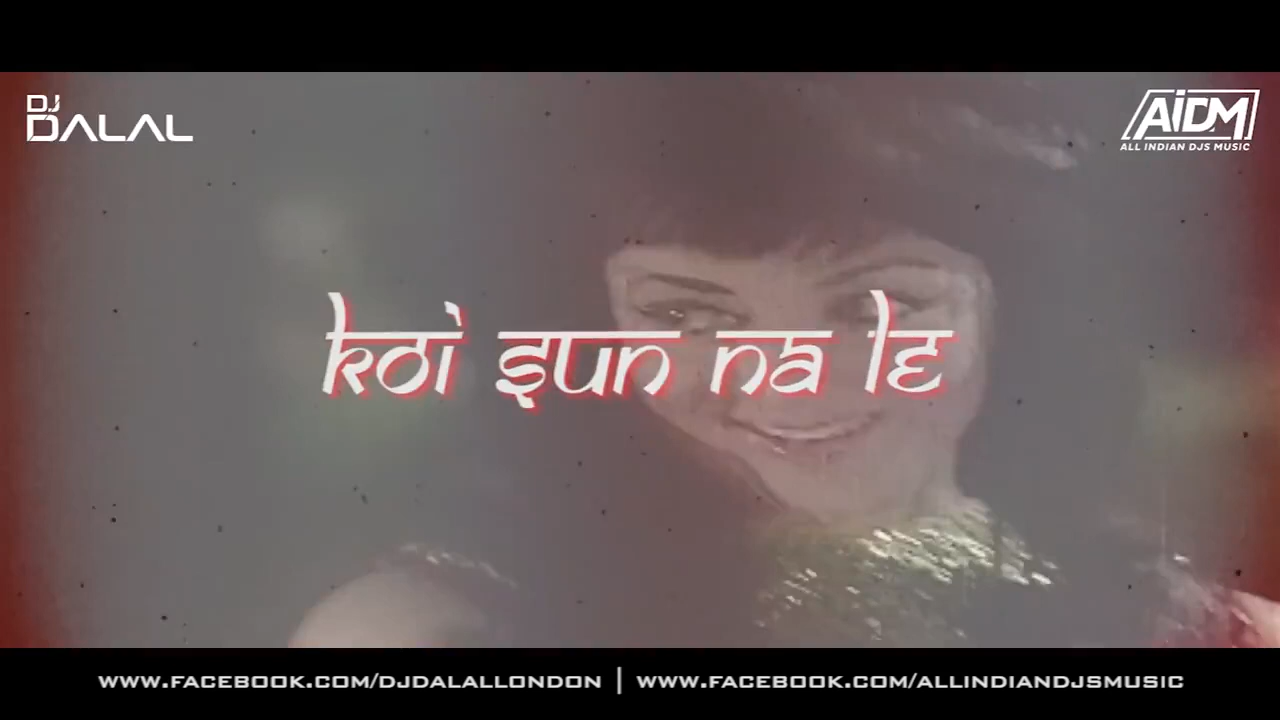 DJ
DALAL
AIDM
ALL INDIAN DJS MUSIC
koi sun na le
WWW.FACEBOOK.COM/DJDALALLONDON | WWW.FACEBOOK.COM/ALLINDIANDJSMUSIC